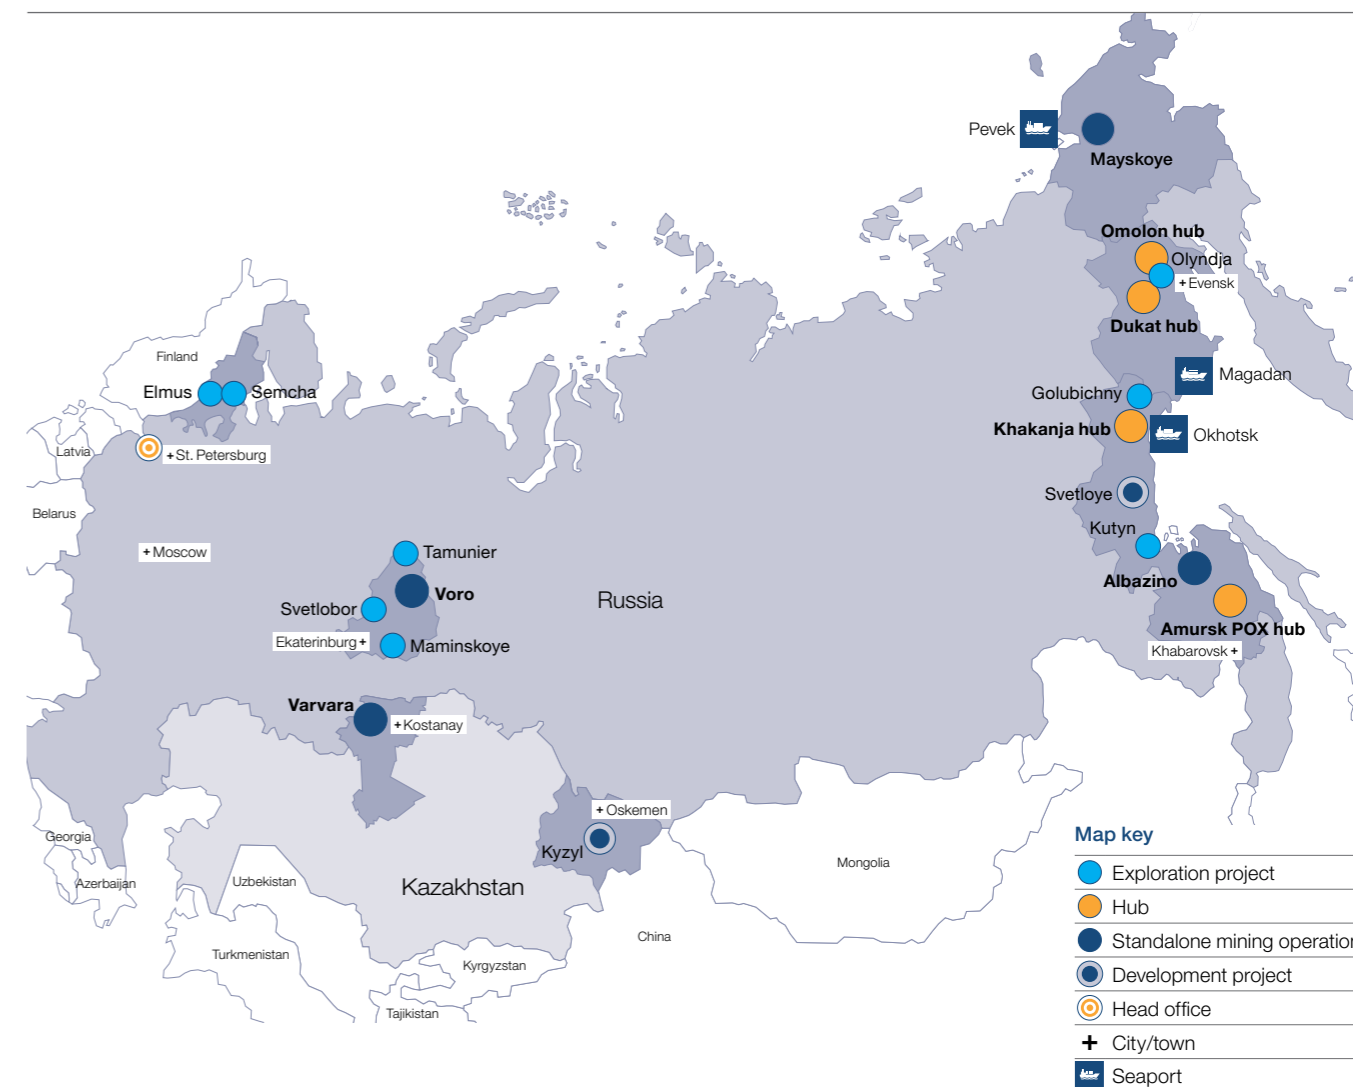 Pevek
Mayskoye
Omolon hub
Olyndja
+ Evensk
Dukat hub
Finland
Magadan
Elmus
Semcha
Golubichny
Khakanja hub
Okhotsk
Latvia
+ St. Petersburg
Svetloye
Belarus
Kutyn
+ Moscow
Tamunier
Albazino
Voro
Russia
Svetlobor
Amursk POX hub
Ekaterinburg +
Maminskoye
Khabarovsk +
Varvara
+ Kostanay
+ Oskemen
Georgia
Kyzyl
Mongolia
Azerbaijan
Uzbekistan
Kazakhstan
China
Turkmenistan
Kyrgyzstan
Tajikistan
Map key
Exploration project
Hub
Standalone mining operation
Development project
Head office
+ City/town
Seaport